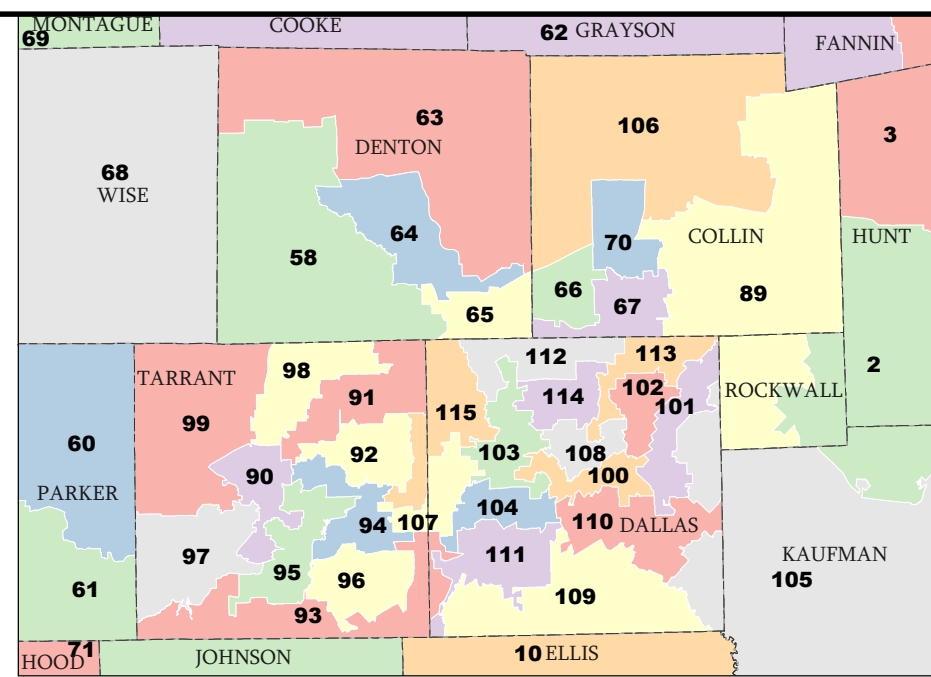 MONTAGUE
COOKE
62 GRAYSON
69
FANNIN
63
106
3
DENTON
68
WISE
64
70
COLLIN
HUNT
58
66
89
67
65
112
113
2
98
TARRANT
91
114
102
101
ROCKWALL
99
115
60
92
103
108
90
100
PARKER
104
107
94
110 DALLAS
97
111
KAUFMAN
95
96
105
61
109
93
71
HOOD
JOHNSON
10 ELLIS